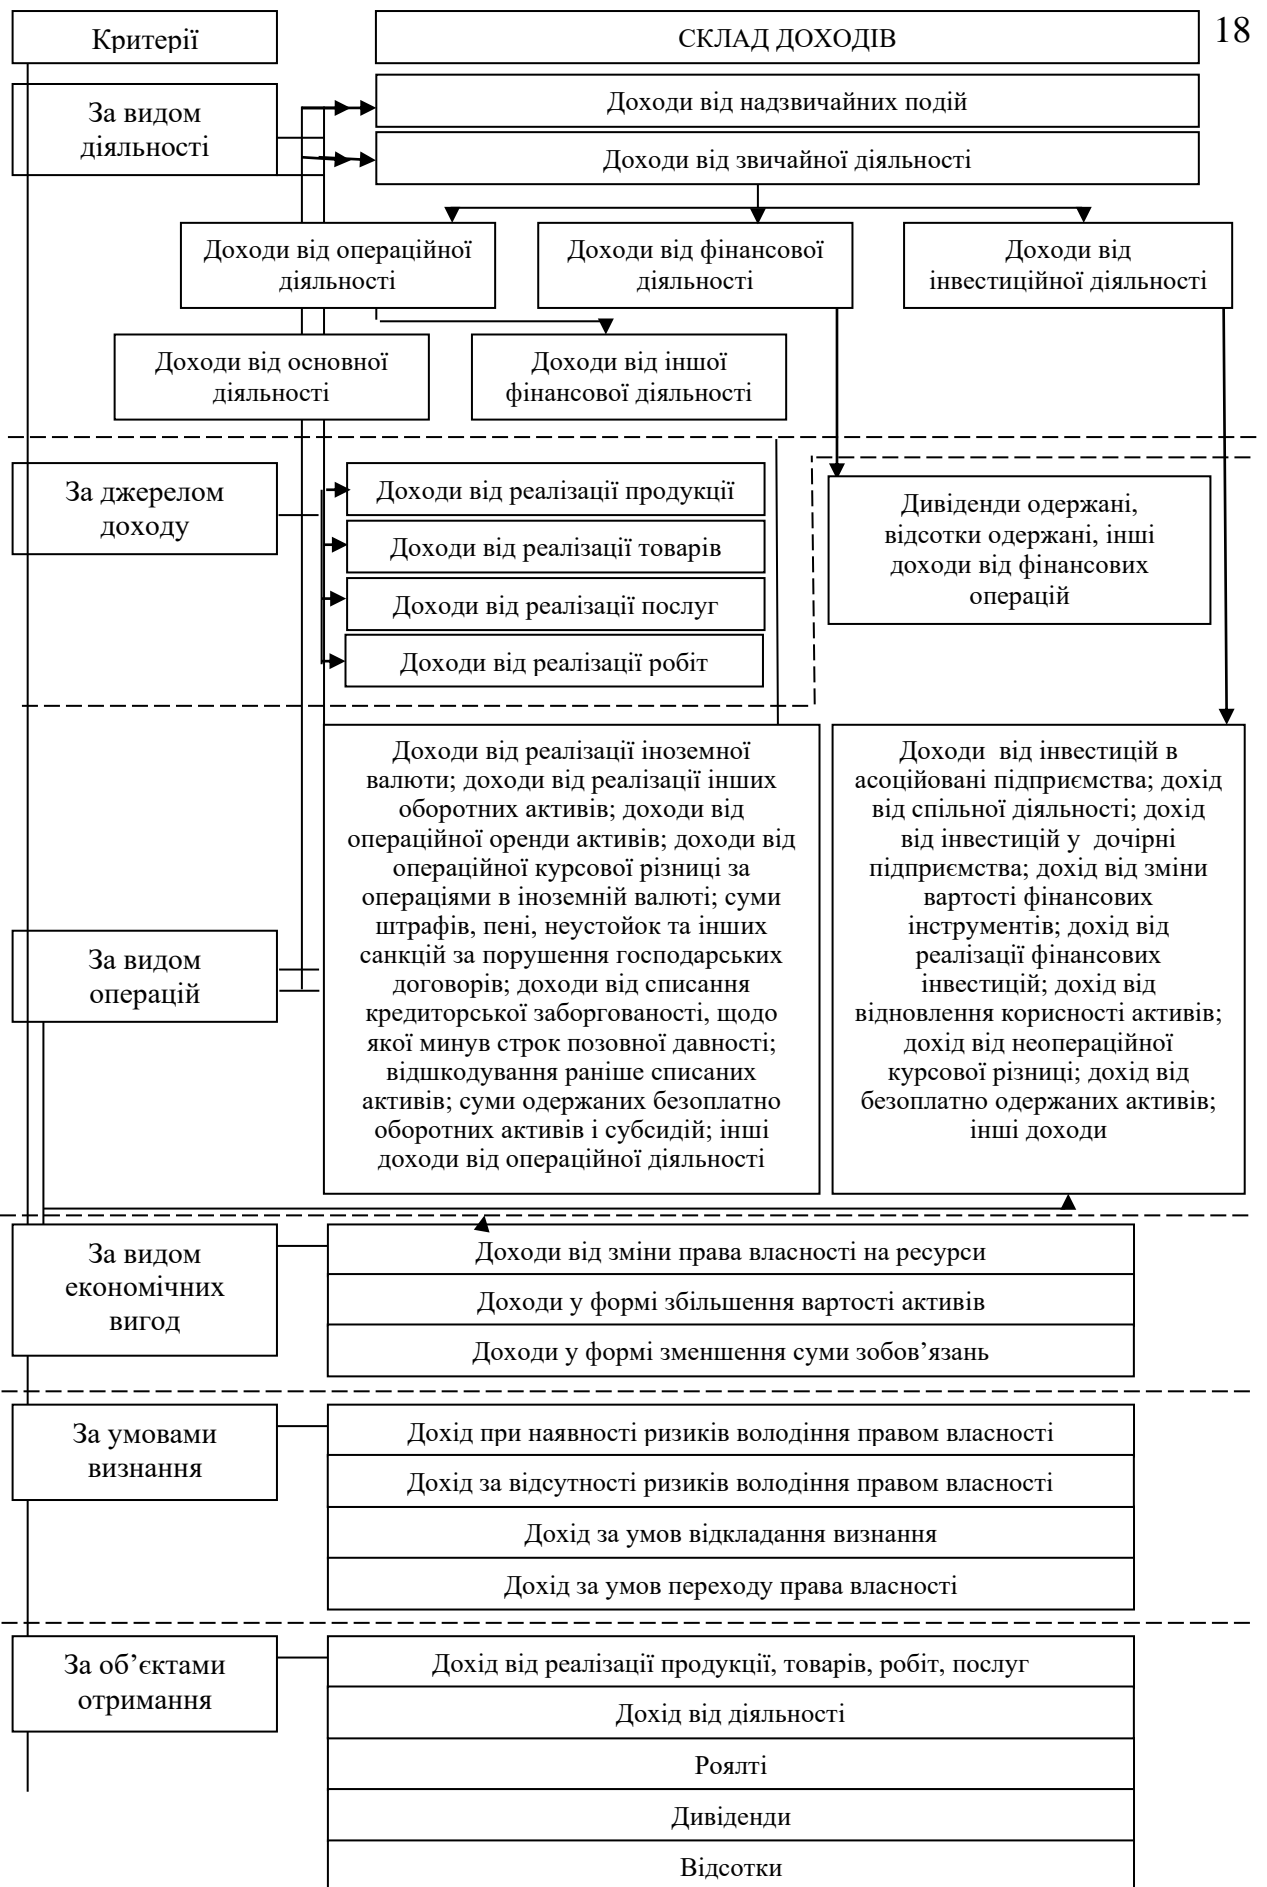 Критерії
СКЛАД ДОХОДІВ
18
За видом
діяльності
Доходи від надзвичайних подій
Доходи від звичайної діяльності
Доходи від операційної
діяльності
Доходи від фінансової
діяльності
Доходи від
інвестиційної діяльності
Доходи від основної
діяльності
Доходи від іншої
фінансової діяльності
За джерелом
доходу
Доходи від реалізації продукції
Доходи від реалізації товарів
Доходи від реалізації послуг
Доходи від реалізації робіт
Дивіденди одержані,
відсотки одержані, інші
доходи від фінансових
операцій
За видом
операцій
Доходи від реалізації іноземної
валюти; доходи від реалізації інших
оборотних активів; доходи від
операційної оренди активів; доходи від
операційної курсової різниці за
операціями в іноземній валюті; суми
штрафів, пені, неустойок та інших
санкцій за порушення господарських
договорів; доходи від списання
кредиторської заборгованості, щодо
якої минув строк позовної давності;
відшкодування раніше списаних
активів; суми одержаних безоплатно
оборотних активів і субсидій; інші
доходи від операційної діяльності
Доходи від інвестицій в
асоційовані підприємства; дохід
від спільної діяльності; дохід
від інвестицій у дочірні
підприємства; дохід від зміни
вартості фінансових
інструментів; дохід від
реалізації фінансових
інвестицій; дохід від
відновлення корисності активів;
дохід від неопераційної
курсової різниці; дохід від
безоплатно одержаних активів;
інші доходи
За видом
економічних
вигод
Доходи від зміни права власності на ресурси
Доходи у формі збільшення вартості активів
Доходи у формі зменшення суми зобов’язань
За умовами
визнання
Дохід при наявності ризиків володіння правом власності
Дохід за відсутності ризиків володіння правом власності
Дохід за умов відкладання визнання
Дохід за умов переходу права власності
За об’єктами
отримання
Дохід від реалізації продукції, товарів, робіт, послуг
Дохід від діяльності
Роялті
Дивіденди
Відсотки